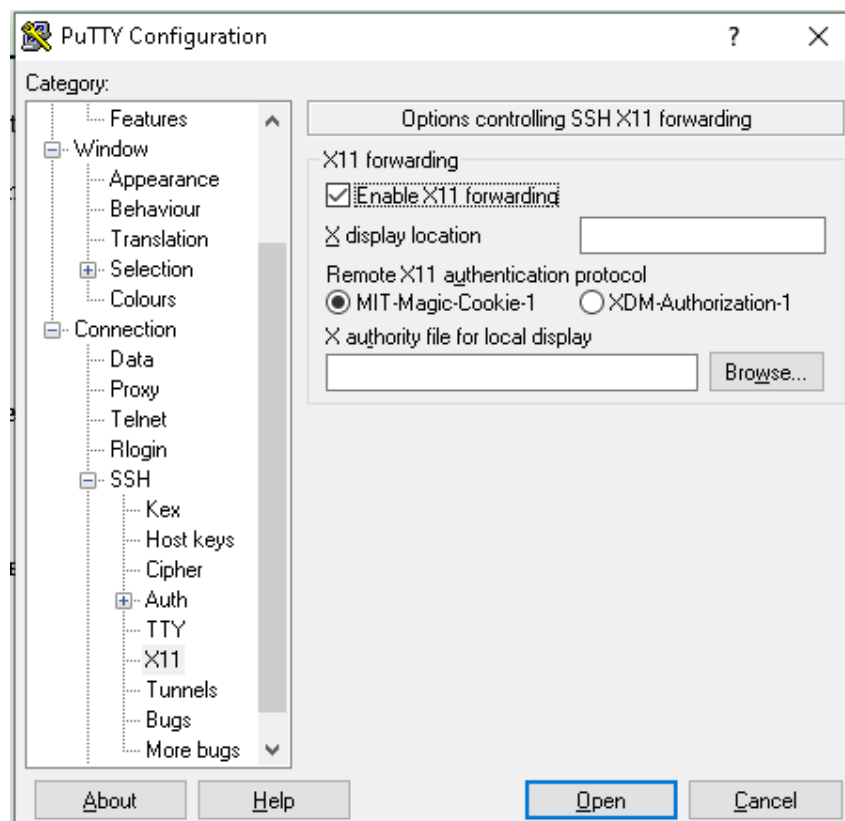 PuTTY Configuration
?
Category:
Features
Window
Appearance
Behaviour
Translation
Selection
Colours
Connection
Data
Proxy
Telnet
Rlogin
SSH
Kex
Host keys
Cipher
Auth
TTY
X11
Tunnels
Bugs
More bugs
Options controlling SSH X11 forwarding
X11 forwarding
Enable X11 forwarding
X display location
Remote X11 authentication protocol
MIT-Magic-Cookie-1 XDM-Authorization-1
X authority file for local display
Browse...
About Help Open Cancel